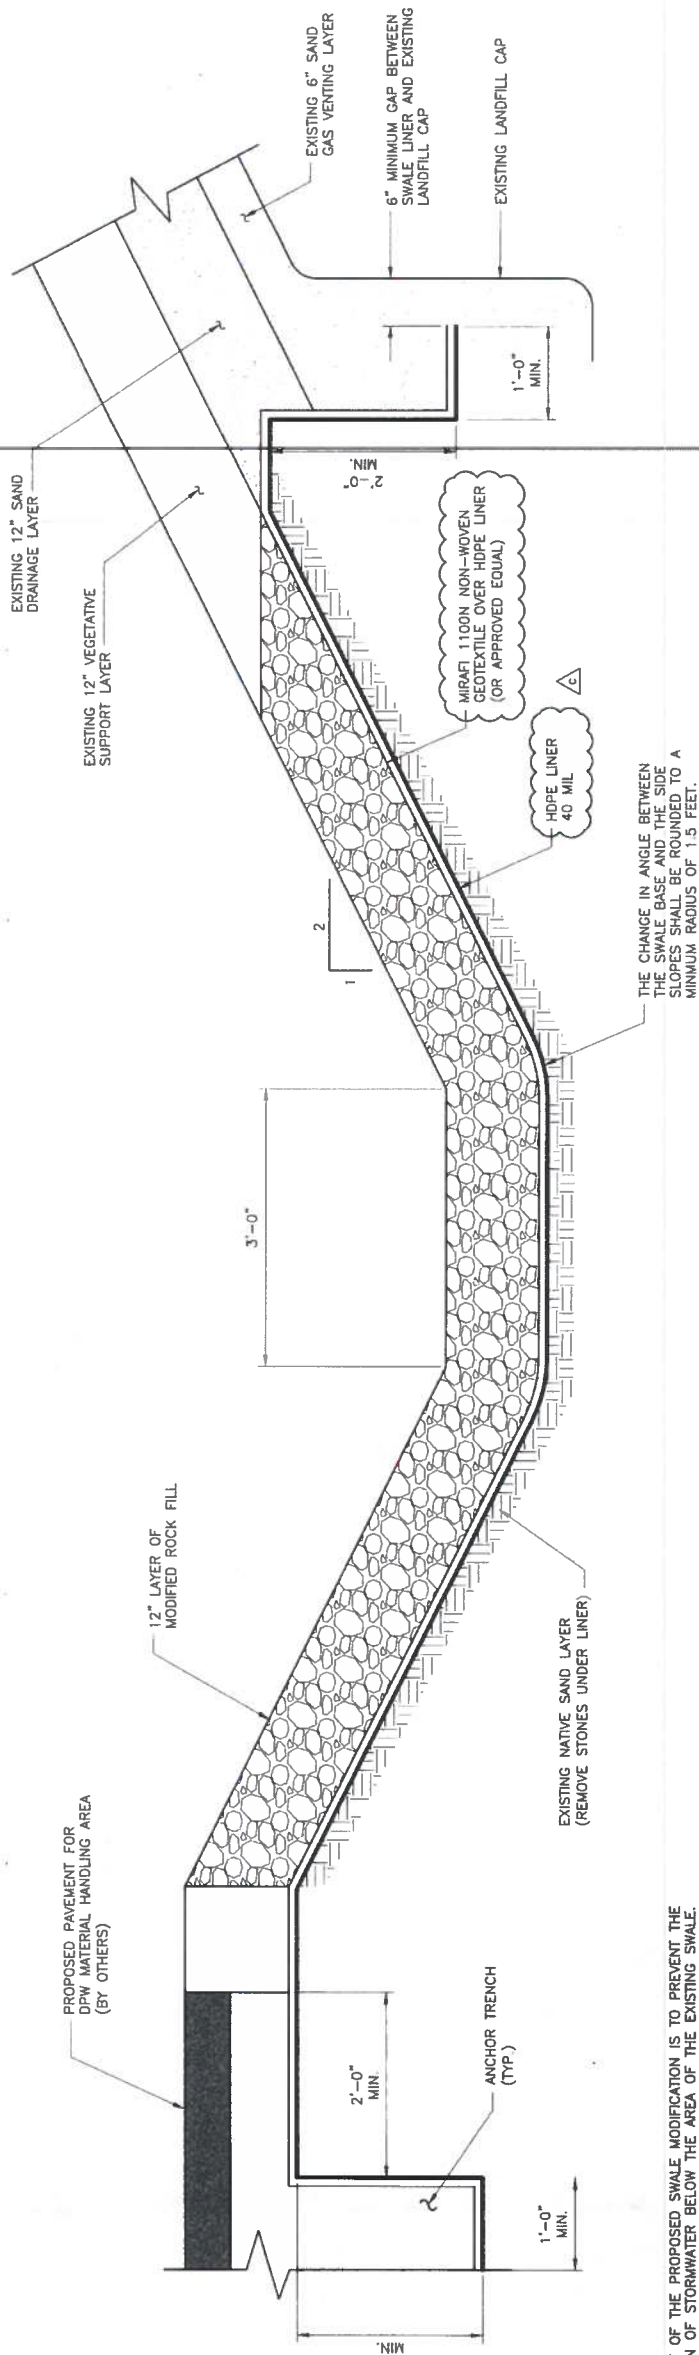 PROPOSED PAVEMENT FOR
DPW MATERIAL HANDLING AREA
(BY OTHERS)
12" LAYER OF
MODIFIED ROCK FILL
3'-0"
2
1
EXISTING 12" VEGETATIVE
SUPPORT LAYER
EXISTING 12" SAND
DRAINAGE LAYER
EXISTING 6" SAND
GAS VENTING LAYER
6" MINIMUM GAP BETWEEN
SWALE LINER AND EXISTING
LANDFILL CAP
EXISTING LANDFILL CAP
1'-0"
MIN.
2'-0"
MIN.
MIRAFI 1100N NON-WOVEN
GEOTEXTILE OVER HDPE LINER
(OR APPROVED EQUAL)
HDPE LINER
40 MIL
C
THE CHANGE IN ANGLE BETWEEN
THE SWALE BASE AND THE SIDE
SLOPES SHALL BE ROUNDED TO A
MINMUM RADIUS OF 1.5 FEET.
EXISTING NATIVE SAND LAYER
(REMOVE STONES UNDER LINER)
2'-0"
MIN.
ANCHOR TRENCH
(TYP.)
1'-0"
MIN.
MIN.
OF THE PROPOSED SWALE MODIFICATION IS TO PREVENT THE
OF STORMWATER BELOW THE AREA OF THE EXISTING SWALE.